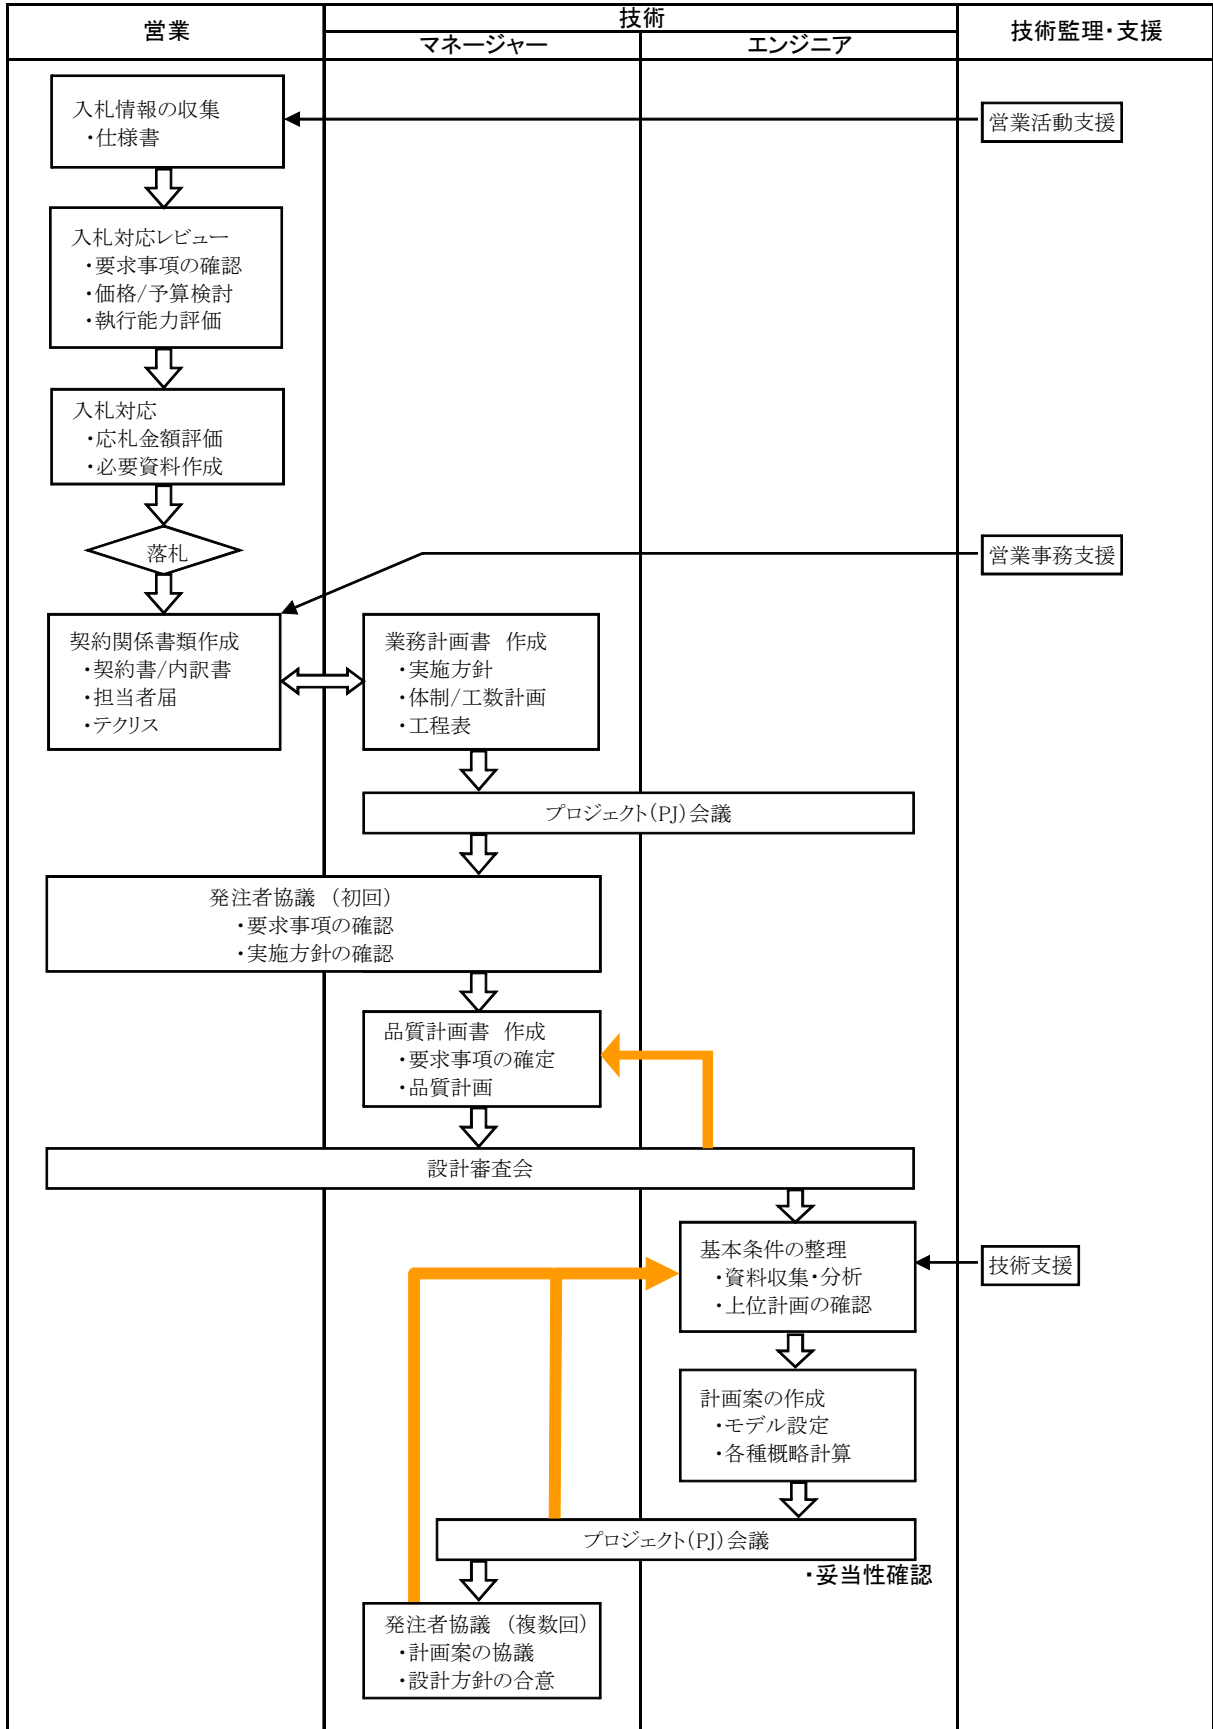 営業
技術
マネージャー
エンジニア
技術監理・支援
入札情報の収集
・仕様書
営業活動支援
入札対応レビュー
・要求事項の確認
・価格/予算検討
・執行能力評価
入札対応
・応札金額評価
・必要資料作成
落札
営業事務支援
契約関係書類作成
・契約書/内訳書
・担当者届
・テクリス
業務計画書 作成
・実施方針
・体制/工数計画
・工程表
プロジェクト(PJ)会議
発注者協議 (初回)
・要求事項の確認
・実施方針の確認
品質計画書 作成
・要求事項の確定
・品質計画
設計審査会
基本条件の整理
・資料収集・分析
・上位計画の確認
技術支援
計画案の作成
・モデル設定
・各種概略計算
プロジェクト(PJ)会議
・妥当性確認
発注者協議 (複数回)
・計画案の協議
・設計方針の合意